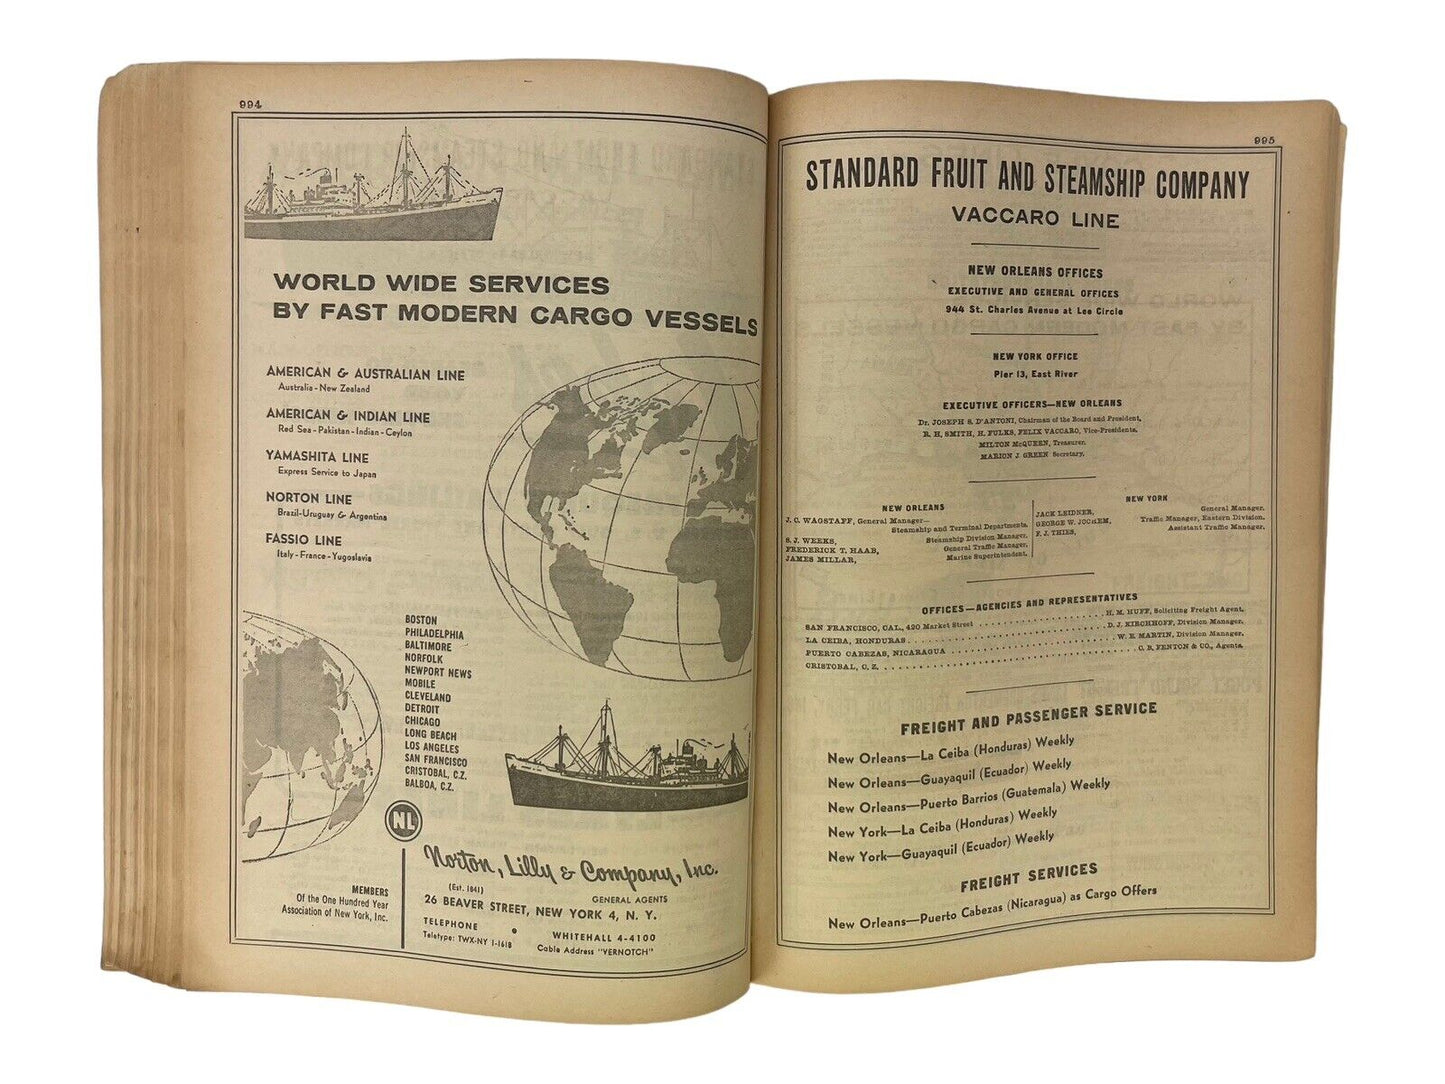 994
WORLD WIDE SERVICES
BY FAST MODERN CARGO VESSELS
AMERICAN & AUSTRALIAN LINE
Australia - New Zealand
AMERICAN & INDIAN LINE
Red Sea - Pakistan - Indian - Ceylon
YAMASHITA LINE
Express Service to Japan
NORTON LINE
Brazil-Uruguay & Argentina
FASSIO LINE
Italy - France - Yugoslavia
BOSTON
PHILADELPHIA
BALTIMORE
NORFOLK
NEWPORT NEWS
MOBILE
CLEVELAND
DETROIT
CHICAGO
LONG BEACH
LOS ANGELES
SAN FRANCISCO
CRISTOBAL, C.Z.
BALBOA, C.Z.
NL
MEMBERS
Of the One Hundred Year
Association of New York, Inc.
Norton, Lilly & Company, Inc.
(Est. 1841)
GENERAL AGENTS
26 BEAVER STREET, NEW YORK 4, N. Y.
TELEPHONE • WHITEHALL 4-4100
Teletype: TWX-NY 1-1618 Cable Address "VERNOTCH"
995
STANDARD FRUIT AND STEAMSHIP COMPANY
VACCARO LINE
NEW ORLEANS OFFICES
EXECUTIVE AND GENERAL OFFICES
944 St. Charles Avenue at Lee Circle
NEW YORK OFFICE
Pier 13, East River
EXECUTIVE OFFICERS—NEW ORLEANS
Dr. JOSEPH S. D'ANTONI, Chairman of the Board and President,
R. H. SMITH, H. FULKS, FELIX VACCARO, Vice-Presidents,
MILTON McQUEEN, Treasurer.
MARION J. GREEN Secretary,
NEW ORLEANS
J. C. WAGSTAFF, General Manager—
Steamship and Terminal Departments.
S. J. WEEKS, Steamship Division Manager,
FREDERICK T. HAAB, General Traffic Manager,
JAMES MILLAR, Marine Superintendent.
NEW YORK
JACK LEIDNER, General Manager.
GEORGE W. JOCHEM, Traffic Manager, Eastern Division.
F. J. THIES, Assistant Traffic Manager.
OFFICES—AGENCIES AND REPRESENTATIVES
SAN FRANCISCO, CAL., 420 Market Street H. M. HUFF, Soliciting Freight Agent,
LA CEIBA, HONDURAS D. J. KIRCHHOFF, Division Manager,
PUERTO CABEZAS, NICARAGUA W. E. MARTIN, Division Manager,
CRISTOBAL, C. Z. C. B. FENTON & CO., Agents,
FREIGHT AND PASSENGER SERVICE
New Orleans—La Ceiba (Honduras) Weekly
New Orleans—Guayaquil (Ecuador) Weekly
New Orleans—Puerto Barrios (Guatemala) Weekly
New York—La Ceiba (Honduras) Weekly
New York—Guayaquil (Ecuador) Weekly
FREIGHT SERVICES
New Orleans—Puerto Cabezas (Nicaragua) as Cargo Offers